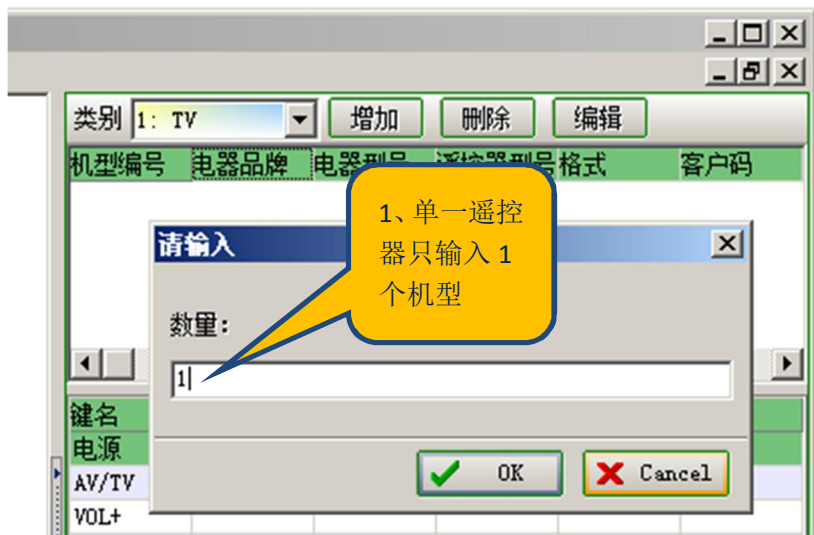 类别 1: TV 增加 删除 编辑
机型编号 电器品牌 电器型号 遥控器型号 格式 客户码
1、单一遥控
器只输入 1
个机型
请输入
数量:
1
键名
电源
OK Cancel
AV/TV
VOL+